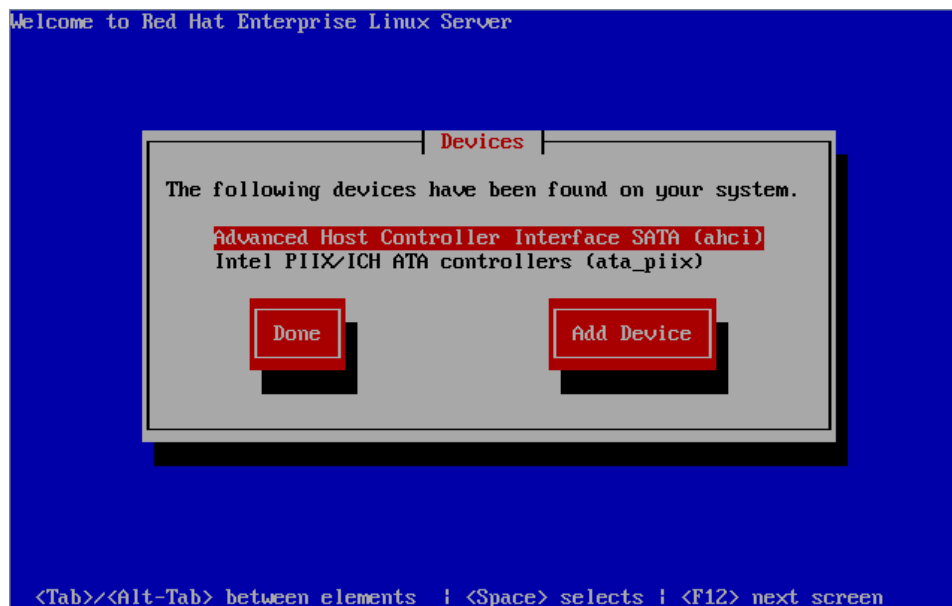 Welcome to Red Hat Enterprise Linux Server
Devices
The following devices have been found on your system.
Advanced Host Controller Interface SATA (ahci)
Intel PIIX/ICH ATA controllers (ata_piix)
Done Add Device
<Tab>/<Alt-Tab> between elements | <Space> selects | <F12> next screen